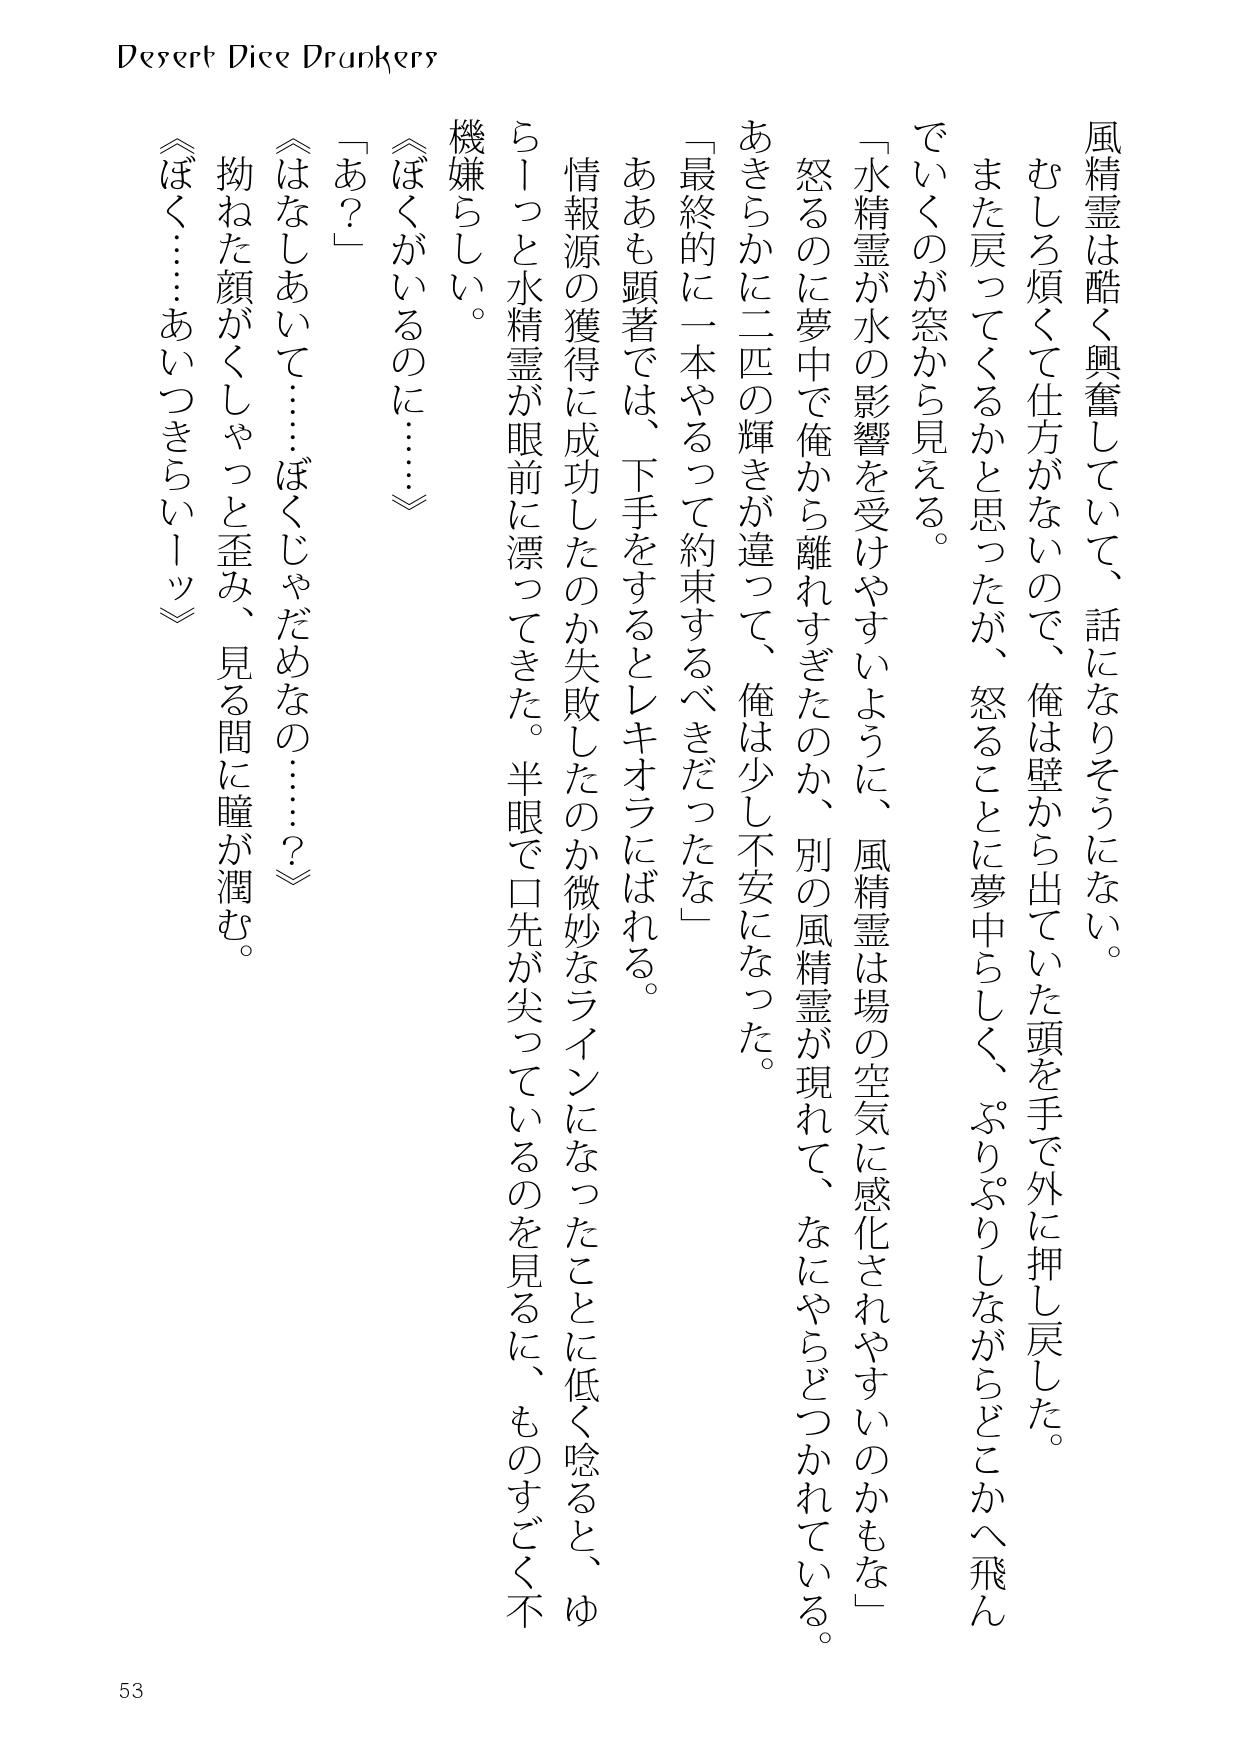 Desert Dice Drunkers
風精霊は酷く興奮していて、話になりそうにない。
　むしろ煩くて仕方がないので、俺は壁から出ていた頭を手で外に押し戻した。
　また戻ってくるかと思ったが、怒ることに夢中らしく、ぷりぷりしながらどこかへ飛ん
でいくのが窓から見える。
「水精霊が水の影響を受けやすいように、風精霊は場の空気に感化されやすいのかもな」
　怒るのに夢中で俺から離れすぎたのか、別の風精霊が現れて、なにやらどつかれている。
あきらかに二匹の輝きが違って、俺は少し不安になった。
「最終的に一本やるって約束するべきだったな」
　ああも顕著では、下手をするとレキオラにばれる。
　情報源の獲得に成功したのか失敗したのか微妙なラインになったことに低く唸ると、ゆ
らーっと水精霊が眼前に漂ってきた。半眼で口先が尖っているのを見るに、ものすごく不
機嫌らしい。
《ぼくがいるのに……》
「あ？」
《はなしあいて……ぼくじゃだめなの……？》
　拗ねた顔がくしゃっと歪み、見る間に瞳が潤む。
《ぼく……あいつきらいーッ》
53